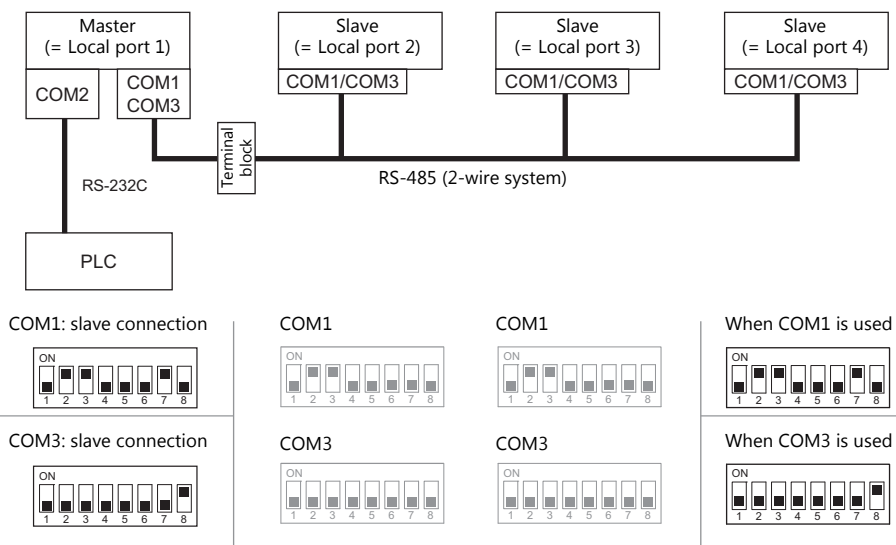 Master
(= Local port 1)
Slave
(= Local port 2)
Slave
(= Local port 3)
Slave
(= Local port 4)
COM2
COM1
COM3
COM1/COM3
COM1/COM3
COM1/COM3
Terminal
block
RS-232C
RS-485 (2-wire system)
PLC
COM1: slave connection
COM1
COM1
When COM1 is used
ON
1 2 3 4 5 6 7 8
ON
1 2 3 4 5 6 7 8
ON
1 2 3 4 5 6 7 8
ON
1 2 3 4 5 6 7 8
COM3: slave connection
COM3
COM3
When COM3 is used
ON
1 2 3 4 5 6 7 8
ON
1 2 3 4 5 6 7 8
ON
1 2 3 4 5 6 7 8
ON
1 2 3 4 5 6 7 8